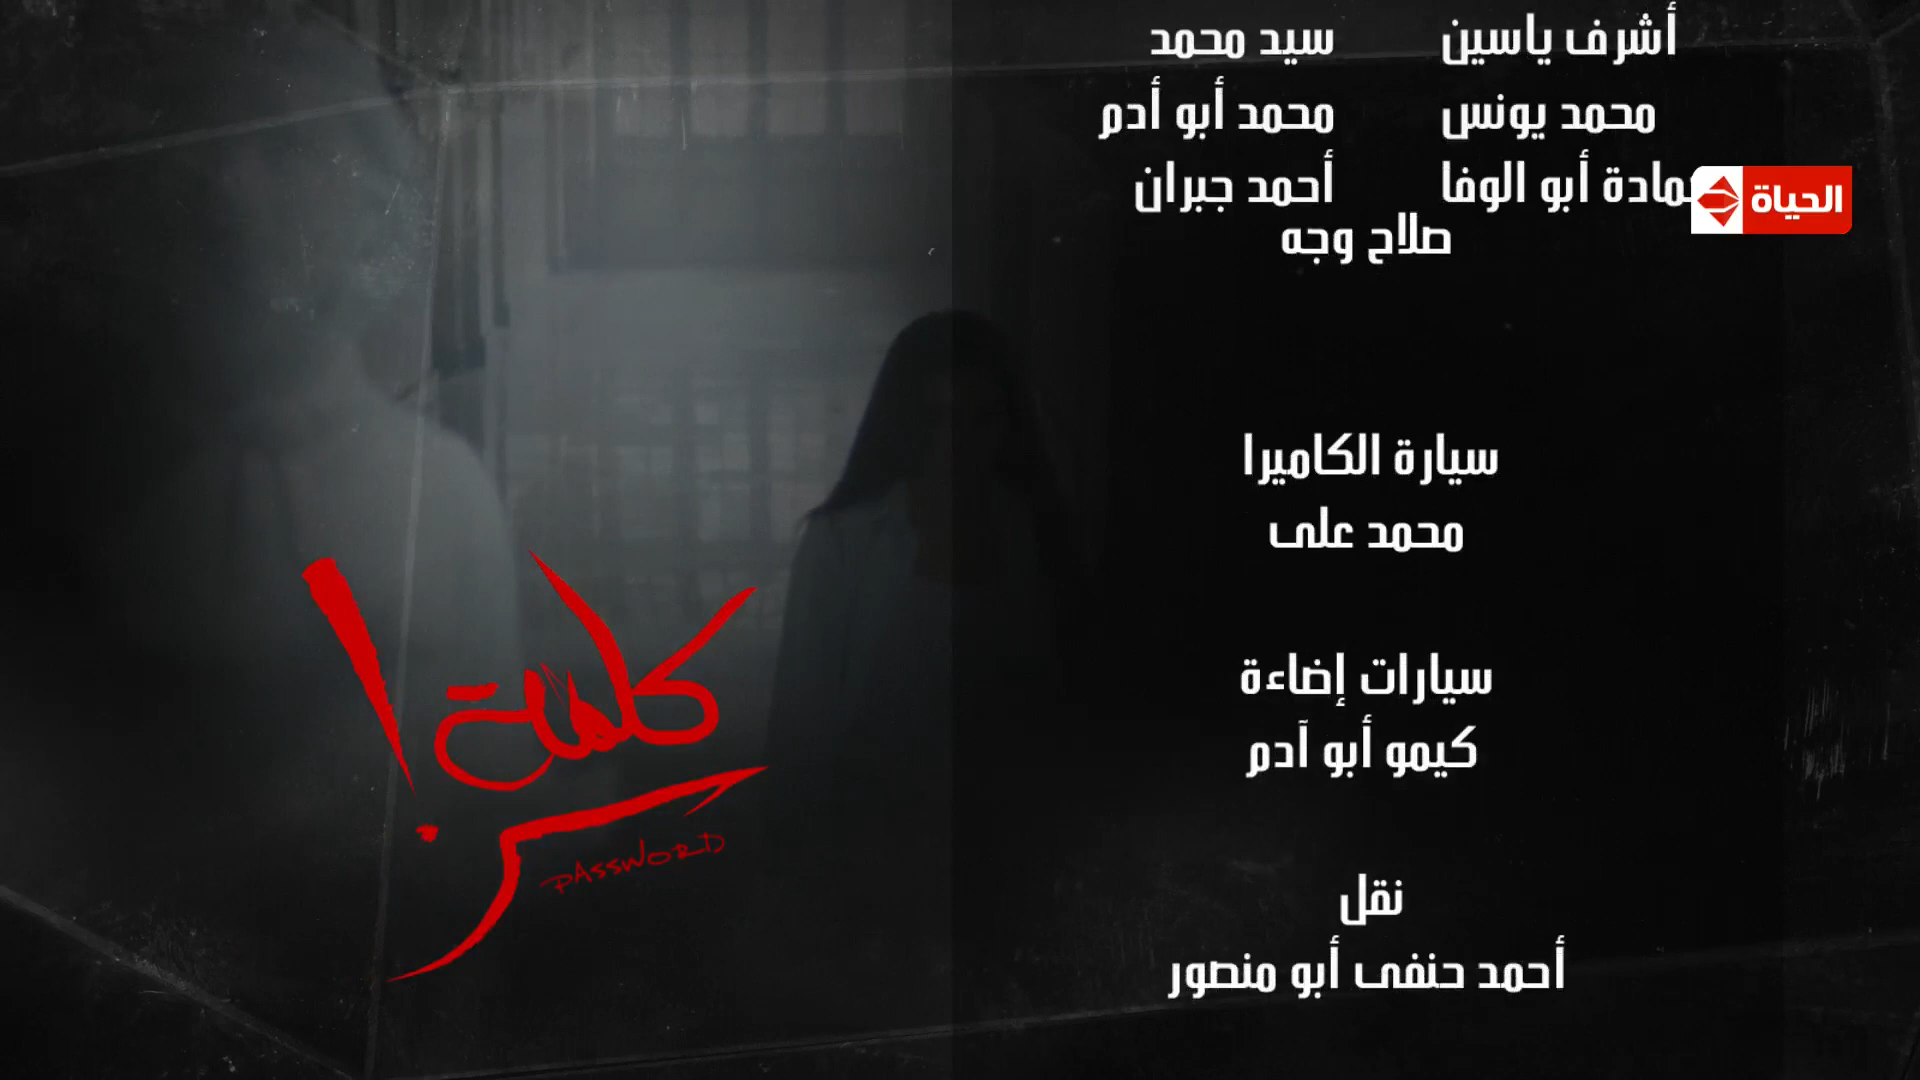 أشرف ياسين سيد محمد
محمد يونس محمد أبو أدم
أبو الوفا أحمد جبران
صلاح وجه
الحياة
سيارة الكاميرا
محمد على
سيارات إضاءة
كيمو أبو آدم
نقل
أحمد حنفى أبو منصور
كلمة
سر
PASSWORD